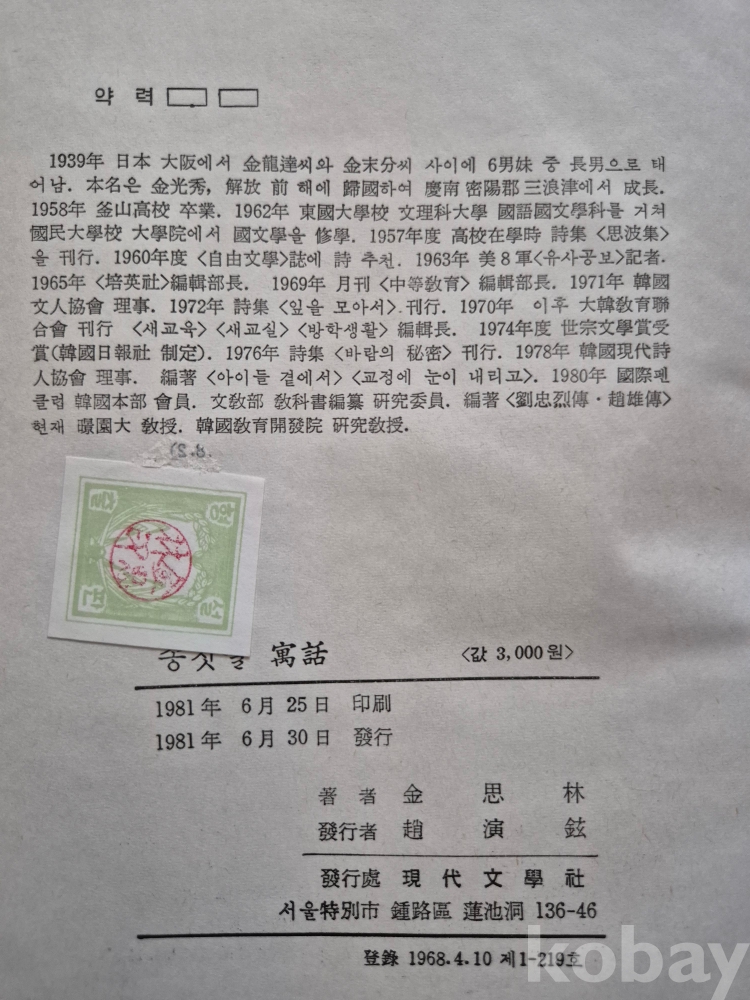 약 력
1939年 日本 大阪에서 金龍達씨와 金末分씨 사이에 6男妹 중 長男으로 태
어남. 本名은 金光秀, 解放 前 해에 歸國하여 慶南 密陽郡 三浪津에서 成長.
1958年 釜山高校 卒業. 1962年 東國大學校 文理科大學 國語國文學科를 거쳐
國民大學校 大學院에서 國文學을 修學. 1957年度 高校在學時 詩集 <思波集>
을 刊行. 1960年度 <自由文學>誌에 詩 추천. 1963年 美8軍<유사공보>記者.
1965年 <培英社>編輯部長. 1969年 月刊 <中等敎育> 編輯部長. 1971年 韓國
文人協會 理事. 1972年 詩集 <잎을 모아서> 刊行. 1970年 이후 大韓敎育聯
合會 刊行 <새교육> <새교실> <방학생활> 編輯長. 1974年度 世宗文學賞受
賞(韓國日報社 制定). 1976年 詩集 <바람의 秘密> 刊行. 1978年 韓國現代詩
人協會 理事. 編著 <아이들 곁에서> <교정에 눈이 내리고>. 1980年 國際펜
클럽 韓國本部 會員. 文敎部 敎科書編纂 硏究委員. 編著 <劉忠烈傳·趙雄傳>
현재 暻園大 敎授. 韓國敎育開發院 硏究敎授.
寓話 <값 3,000원>
1981年 6月 25日 印刷
1981年 6月 30日 發行
著者 金思林
發行者 趙演鉉
發行處 現代文學社
서울特別市 鍾路區 蓮池洞 136-46
登錄 1968.4.10 제1-219호
kobay